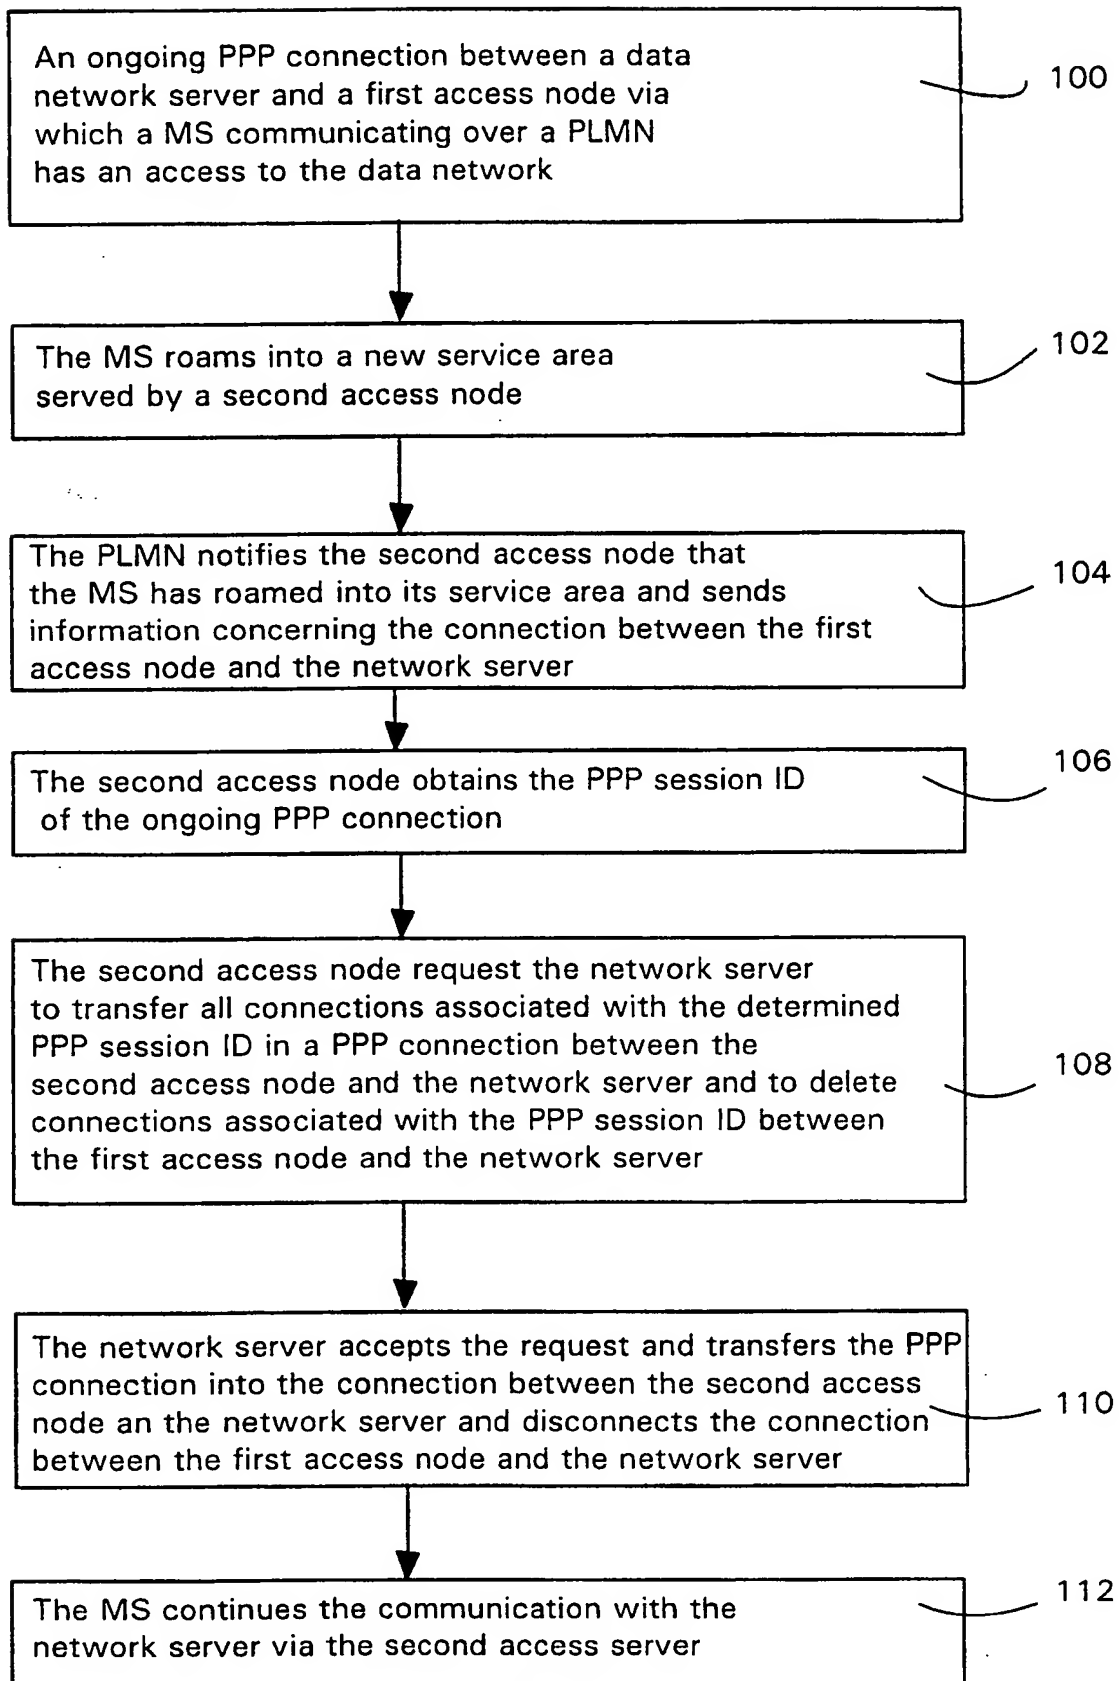 An ongoing PPP connection between a data
network server and a first access node via
which a MS communicating over a PLMN
has an access to the data network
100
The MS roams into a new service area
served by a second access node
102
The PLMN notifies the second access node that
the MS has roamed into its service area and sends
information concerning the connection between the first
access node and the network server
104
The second access node obtains the PPP session ID
of the ongoing PPP connection
106
The second access node request the network server
to transfer all connections associated with the determined
PPP session ID in a PPP connection between the
second access node and the network server and to delete
connections associated with the PPP session ID between
the first access node and the network server
108
The network server accepts the request and transfers the PPP
connection into the connection between the second access
node an the network server and disconnects the connection
between the first access node and the network server
110
The MS continues the communication with the
network server via the second access server
112